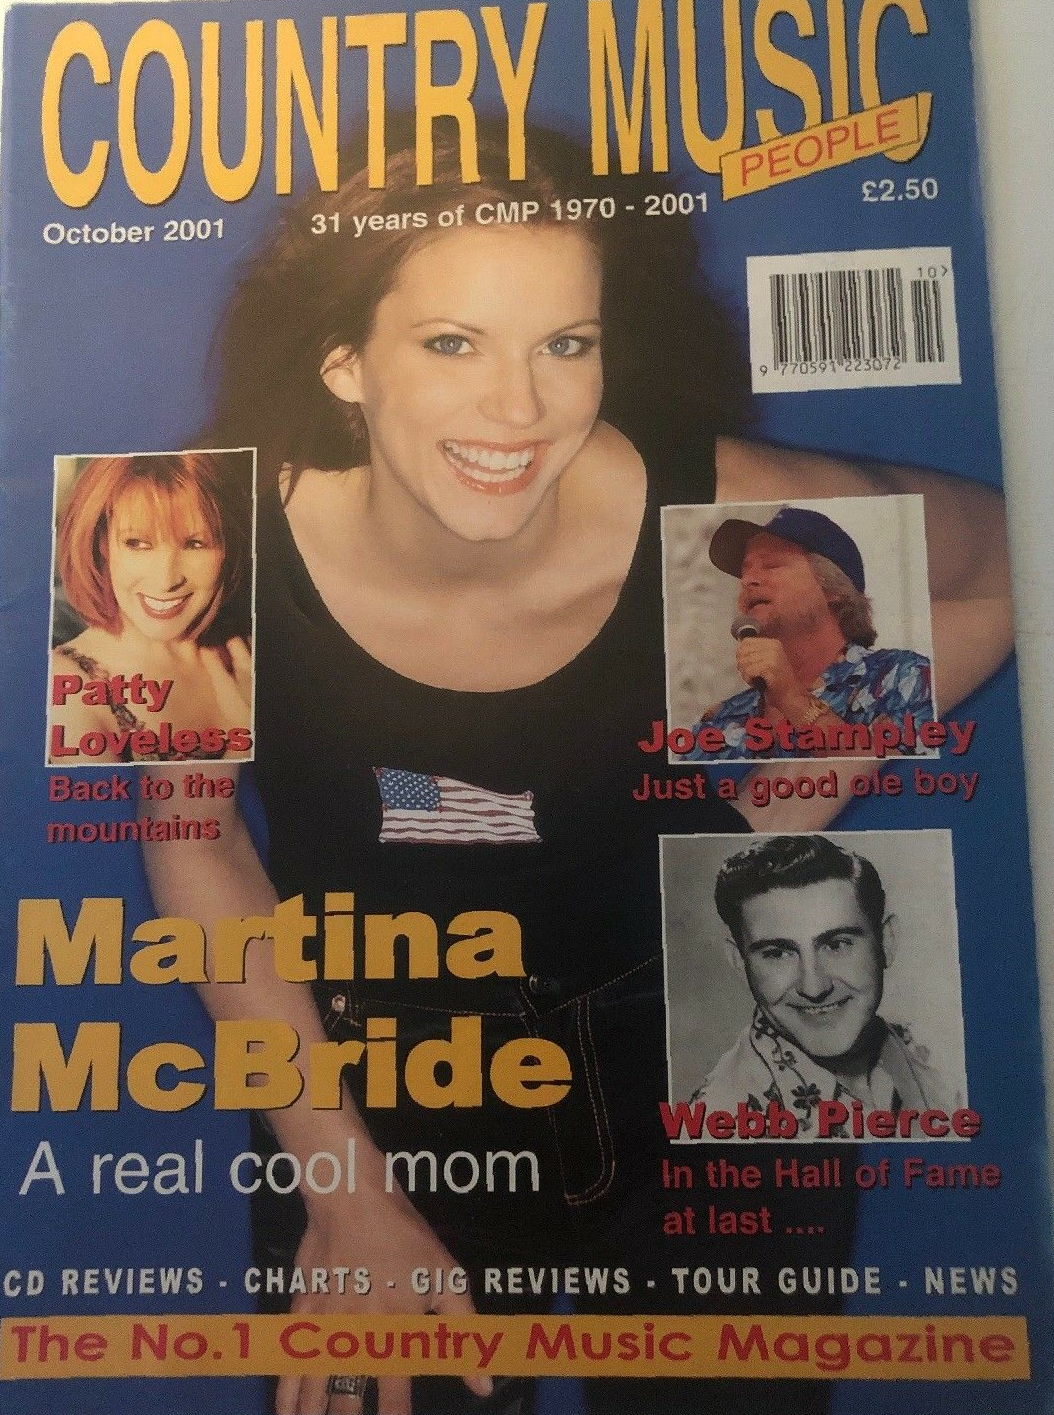 COUNTRY MUSIC
PEOPLE
£2.50
October 2001
31 years of CMP 1970 - 2001
10>
9 770591 223072
Patty
Loveless
Back to the
mountains
Joe Stampley
Just a good ole boy
Martina
McBride
A real cool mom
Webb Pierce
In the Hall of Fame
at last ....
CD REVIEWS - CHARTS - GIG REVIEWS - TOUR GUIDE - NEWS
The No.1 Country Music Magazine